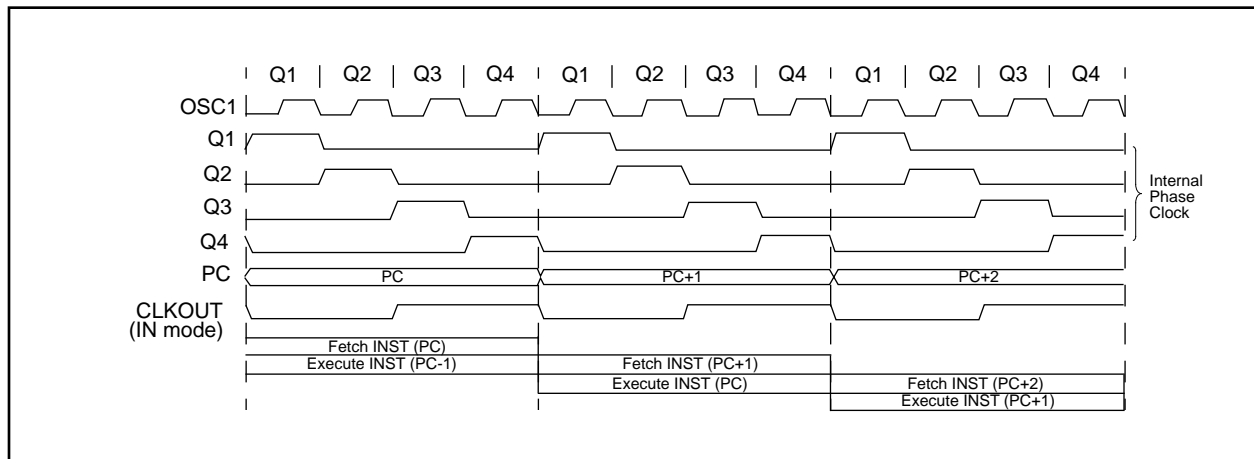 Q1 Q2 Q3 Q4 Q1 Q2 Q3 Q4 Q1 Q2 Q3 Q4
OSC1
Q1
Q2
Q3
Q4
PC
CLKOUT
(IN mode)
PC PC+1 PC+2
Internal
Phase
Clock
Fetch INST (PC)
Execute INST (PC-1) Fetch INST (PC+1)
Execute INST (PC) Fetch INST (PC+2)
Execute INST (PC+1)